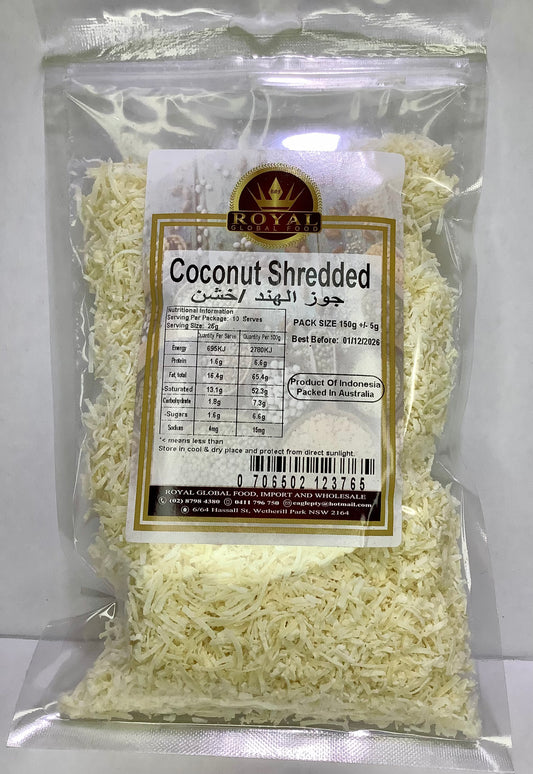 ROYAL
GLOBAL FOOD
Coconut Shredded
جوز الهند /خشن
Nutritional Information
Serving Per Package: 10 Serves
Serving Size: 25g
Quantity Per Serve Quantity Per 100g
Energy 695KJ 2780KJ
Protein 1.6g 6.6g
Fat, total 16.4g 65.4g
-Saturated 13.1g 52.3g
Carbohydrate 1.8g 7.3g
-Sugars 1.6g 6.6g
Sodium 4mg 15mg
PACK SIZE 150g +/- 5g
Best Before: 01/12/2026
Product Of Indonesia
Packed In Australia
"< means less than
Store in cool & dry place and protect from direct sunlight.
0 706502 123765
ROYAL GLOBAL FOOD, IMPORT AND WHOLESALE
(02) 8798 4380 0411 796 758 eaglepty@hotmail.com
6/64 Hassall St, Wetherill Park NSW 2164